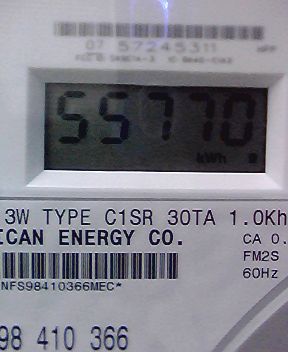 07 57245311
55770
kWh
3W TYPE C1SR 30TA 1.0Kh
ICAN ENERGY CO.
CA 0.
FM2S
60Hz
NFS98410366MEC*
98 410 366